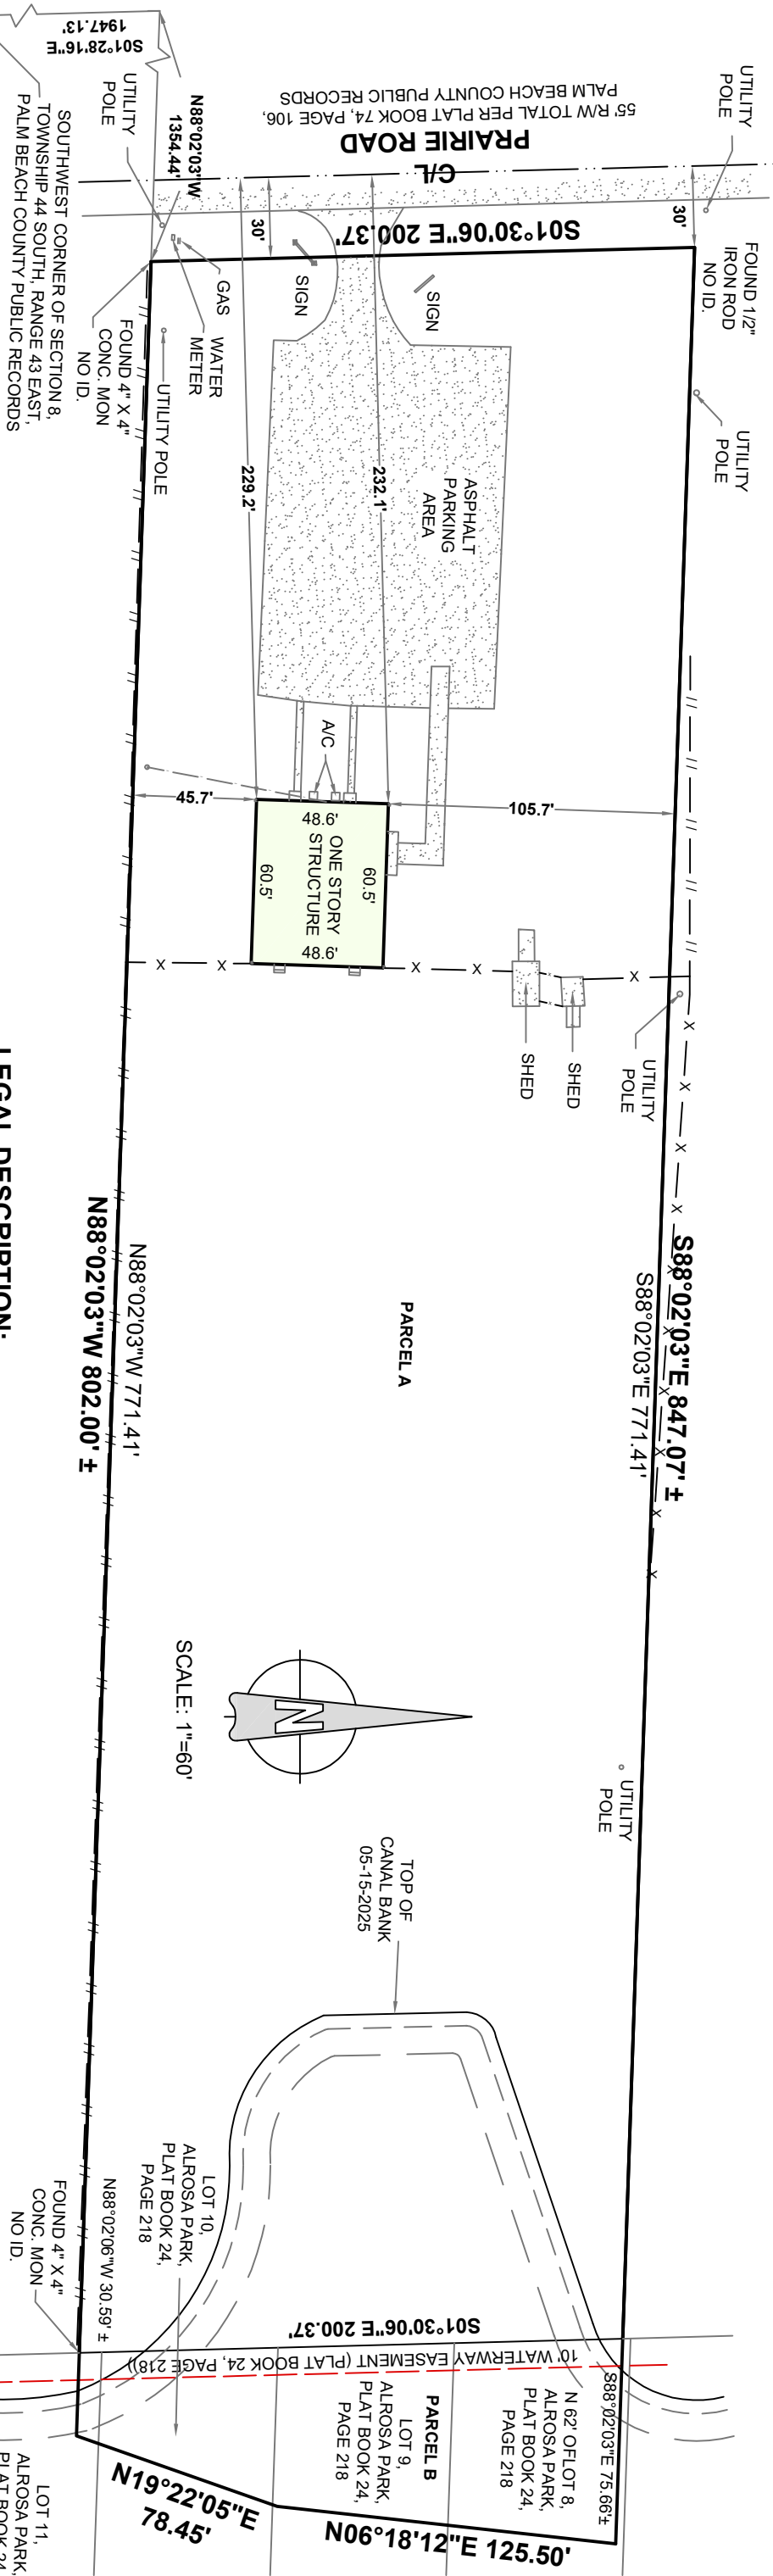 S01°28'16"E
1947.13'
UTILITY
POLE
N88°02'03"W
1354.44'
SOUTHWEST CORNER OF SECTION 8,
TOWNSHIP 44 SOUTH, RANGE 43 EAST,
PALM BEACH COUNTY PUBLIC RECORDS
PRAIRIE ROAD
55' R/W TOTAL PER PLAT BOOK 74, PAGE 106,
PALM BEACH COUNTY PUBLIC RECORDS
C/L
UTILITY
POLE
30'
30'
S01°30'06"E 200.37'
FOUND 1/2"
IRON ROD
NO ID.
UTILITY
POLE
SIGN
SIGN
GAS
WATER
METER
FOUND 4" X 4"
CONC. MON
NO ID.
UTILITY POLE
229.2'
232.1'
ASPHALT
PARKING
AREA
A/C
45.7'
105.7'
48.6'
ONE STORY
STRUCTURE
60.5'
60.5'
48.6'
SHED
SHED
UTILITY
POLE
LEGAL DESCRIPTION:
S88°02'03"E 847.07' ±
S88°02'03"E 771.41'
PARCEL A
N88°02'03"W 771.41'
N88°02'03"W 802.00' ±
N
SCALE: 1"=60'
UTILITY
POLE
TOP OF
CANAL BANK
05-15-2025
LOT 10,
ALROSA PARK,
PLAT BOOK 24,
PAGE 218
FOUND 4" X 4"
CONC. MON
NO ID.
N88°02'06"W 30.59' ±
S01°30'06"E 200.37'
10' WATERWAY EASEMENT (PLAT BOOK 24, PAGE 218))
S88°02'03"E 75.66'±
N 62' OFLOT 8,
ALROSA PARK,
PLAT BOOK 24,
PAGE 218
PARCEL B
LOT 9,
ALROSA PARK,
PLAT BOOK 24,
PAGE 218
N19°22'05"E
78.45'
N06°18'12"E 125.50'
LOT 11,
ALROSA PARK,
PLAT BOOK 24,